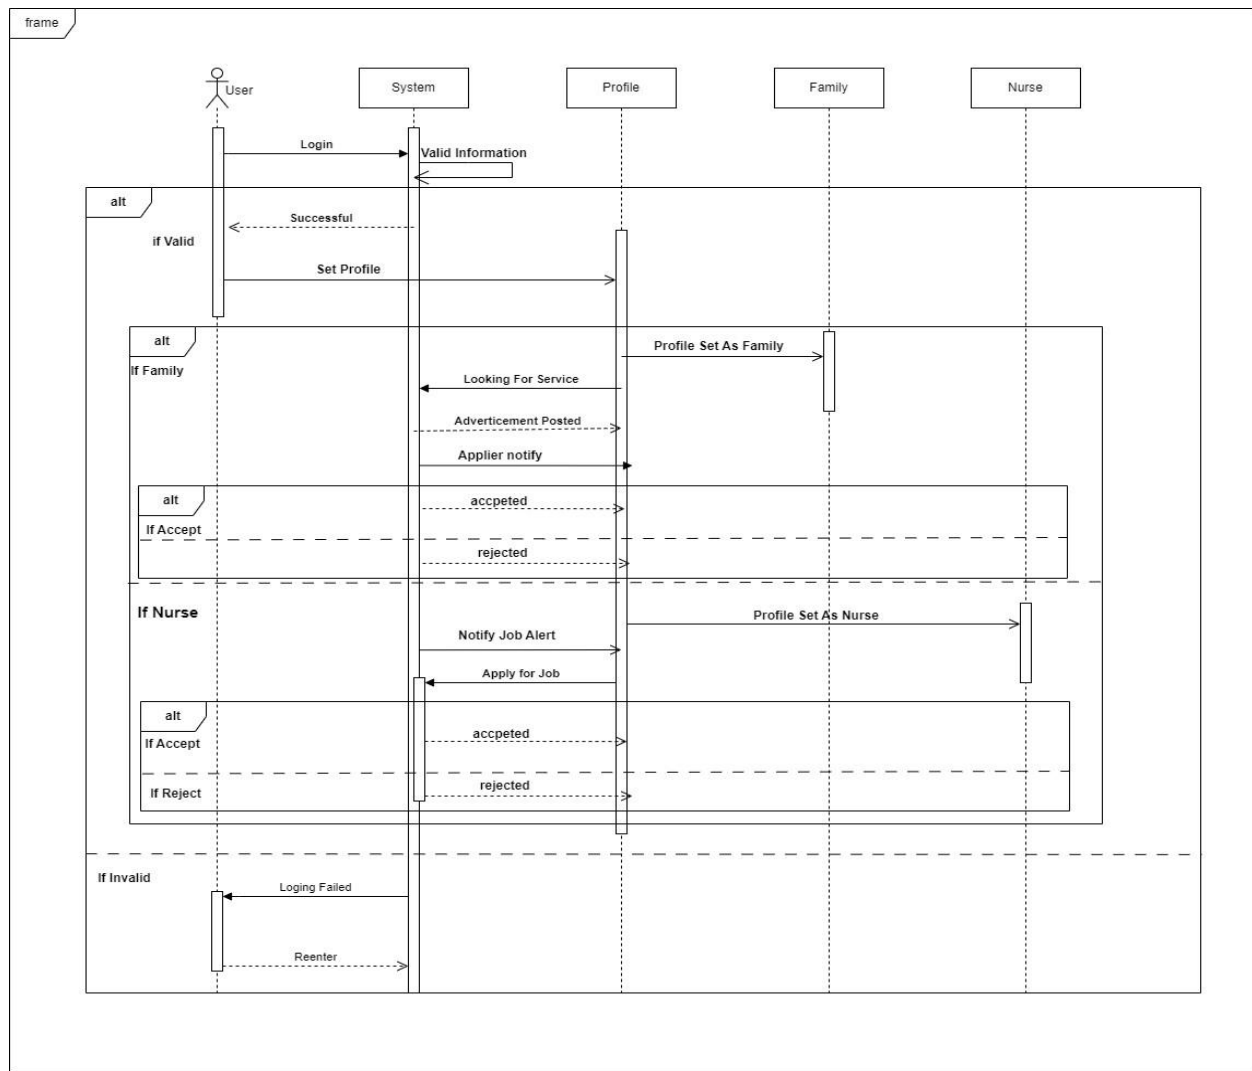 frame
User
System
Profile
Family
Nurse
Login
Valid Information
alt
Successful
if Valid
Set Profile
alt
Profile Set As Family
If Family
Looking For Service
Adverticement Posted
Applier notify
alt
accpeted
If Accept
rejected
If Nurse
Profile Set As Nurse
Notify Job Alert
Apply for Job
alt
accpeted
If Accept
rejected
If Reject
If Invalid
Loging Failed
Reenter